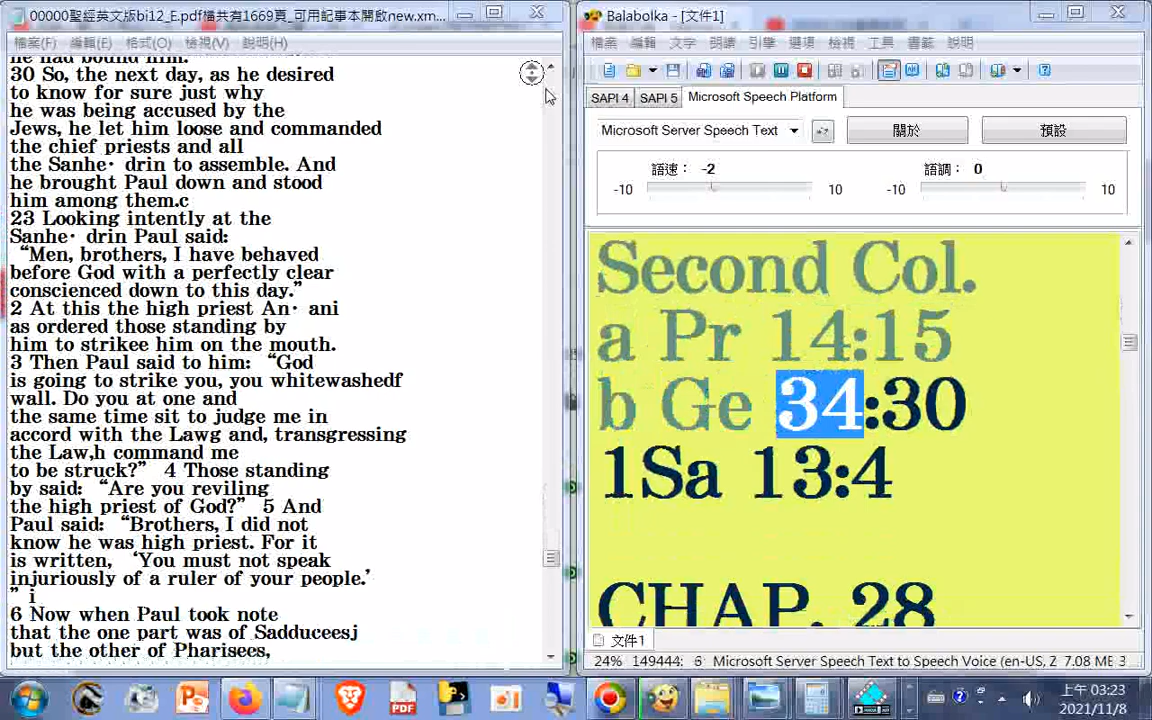 00000聖經英文版bi12_E.pdf檔共有1669頁_可用記事本開啟new.xm...
檔案(F) 編輯(E) 格式(O) 檢視(V) 說明(H)
he had bound him.
30 So, the next day, as he desired
to know for sure just why
he was being accused by the
Jews, he let him loose and commanded
the chief priests and all
the Sanhe· drin to assemble. And
he brought Paul down and stood
him among them.c
23 Looking intently at the
Sanhe· drin Paul said:
“Men, brothers, I have behaved
before God with a perfectly clear
conscienced down to this day.”
2 At this the high priest An· ani
as ordered those standing by
him to strikee him on the mouth.
3 Then Paul said to him: “God
is going to strike you, you whitewashedf
wall. Do you at one and
the same time sit to judge me in
accord with the Lawg and, transgressing
the Law,h command me
to be struck?” 4 Those standing
by said: “Are you reviling
the high priest of God?” 5 And
Paul said: “Brothers, I did not
know he was high priest. For it
is written, ‘You must not speak
injuriously of a ruler of your people.’
” i
6 Now when Paul took note
that the one part was of Sadduceesj
but the other of Pharisees,
Balabolka - [文件1]
檔案 編輯 文字 朗讀 引擎 選項 檢視 工具 書籤 說明
SAPI 4 SAPI 5 Microsoft Speech Platform
Microsoft Server Speech Text 關於 預設
語速: -2 語調: 0
-10 10 -10 10
Second Col.
a Pr 14:15
b Ge 34:30
1Sa 13:4
CHAP. 28
文件1
24% 149444: 6 Microsoft Server Speech Text to Speech Voice (en-US, 2 7.08 MB 3
PDF
上午 03:23
2021/11/8